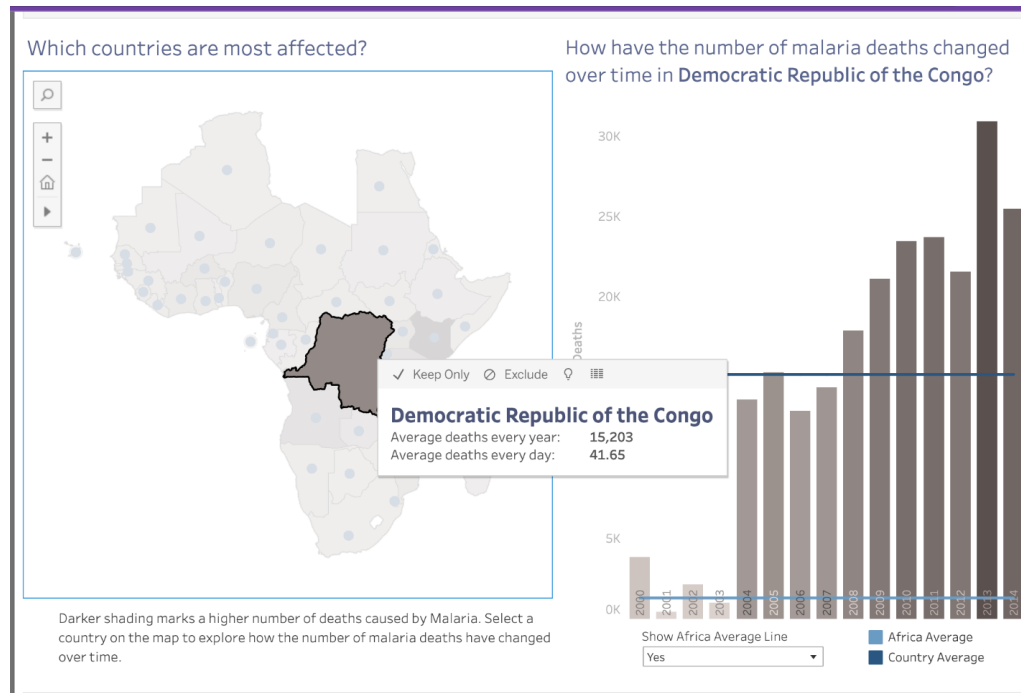 Which countries are most affected?
How have the number of malaria deaths changed
over time in Democratic Republic of the Congo?
30K
25K
20K
Deaths
Keep Only Exclude
Democratic Republic of the Congo
Average deaths every year: 15,203
Average deaths every day: 41.65
5K
0K
2000 2001 2002 2003 2004 2005 2006 2007 2008 2009 2010 2011 2012 2013 2014
Darker shading marks a higher number of deaths caused by Malaria. Select a
country on the map to explore how the number of malaria deaths have changed
over time.
Show Africa Average Line
Yes
Africa Average
Country Average